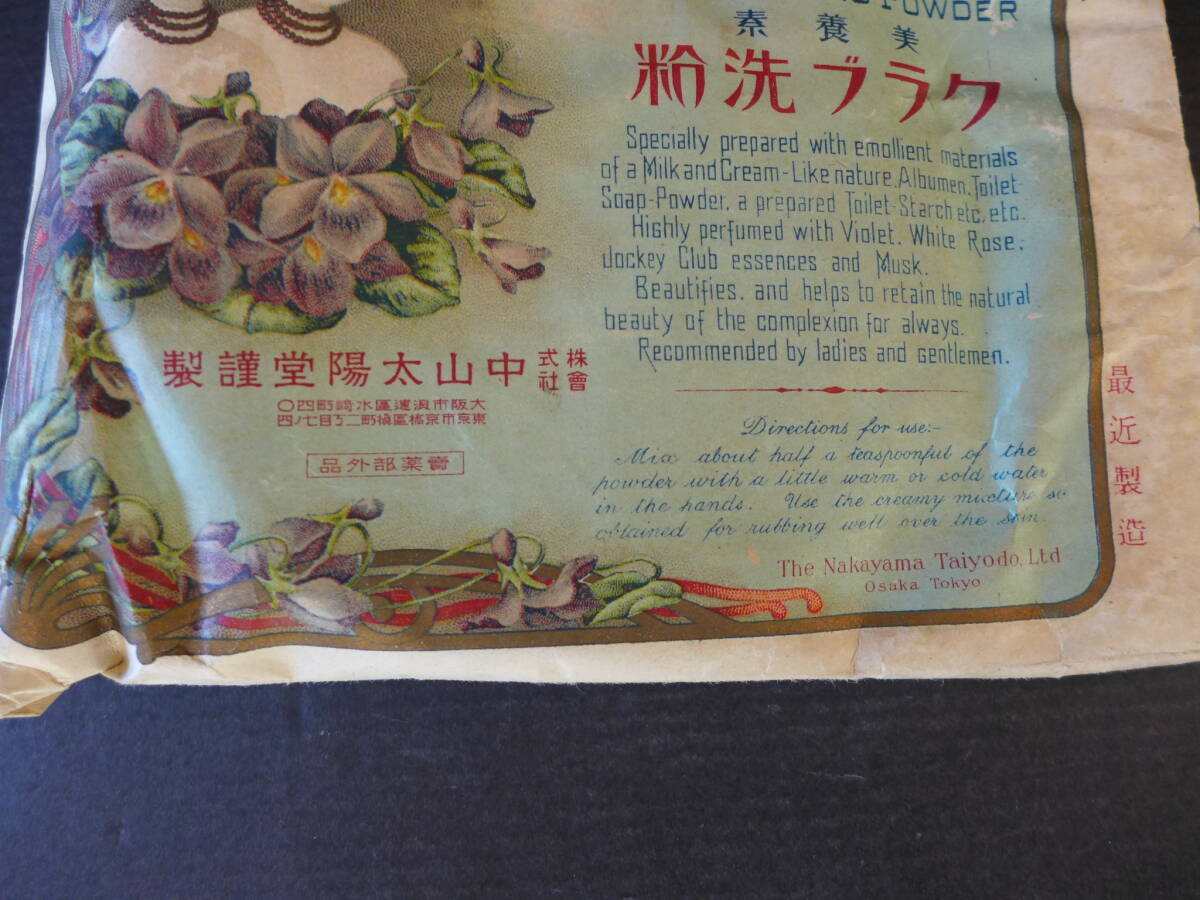 POWDER
素養美
粉洗ブラク
Specially prepared with emollient materials
of a Milk and Cream-Like nature, Albumen, Toilet-
Soap-Powder, a prepared Toilet-Starch etc, etc.
Highly perfumed with Violet, White Rose,
Jockey Club essences and Musk.
Beautifies, and helps to retain the natural
beauty of the complexion for always.
Recommended by ladies and gentlemen.
Directions for use:-
Mix about half a teaspoonful of the
powder with a little warm or cold water
in the hands. Use the creamy mixture so
obtained for rubbing well over the skin
The Nakayama Taiyodo, Ltd
Osaka Tokyo
株式會社
製謹堂陽太山中
〇四町崎水區速浪市阪大
四ノ七目丁二町槇區橋京市京東
品外部薬賣
最近製造